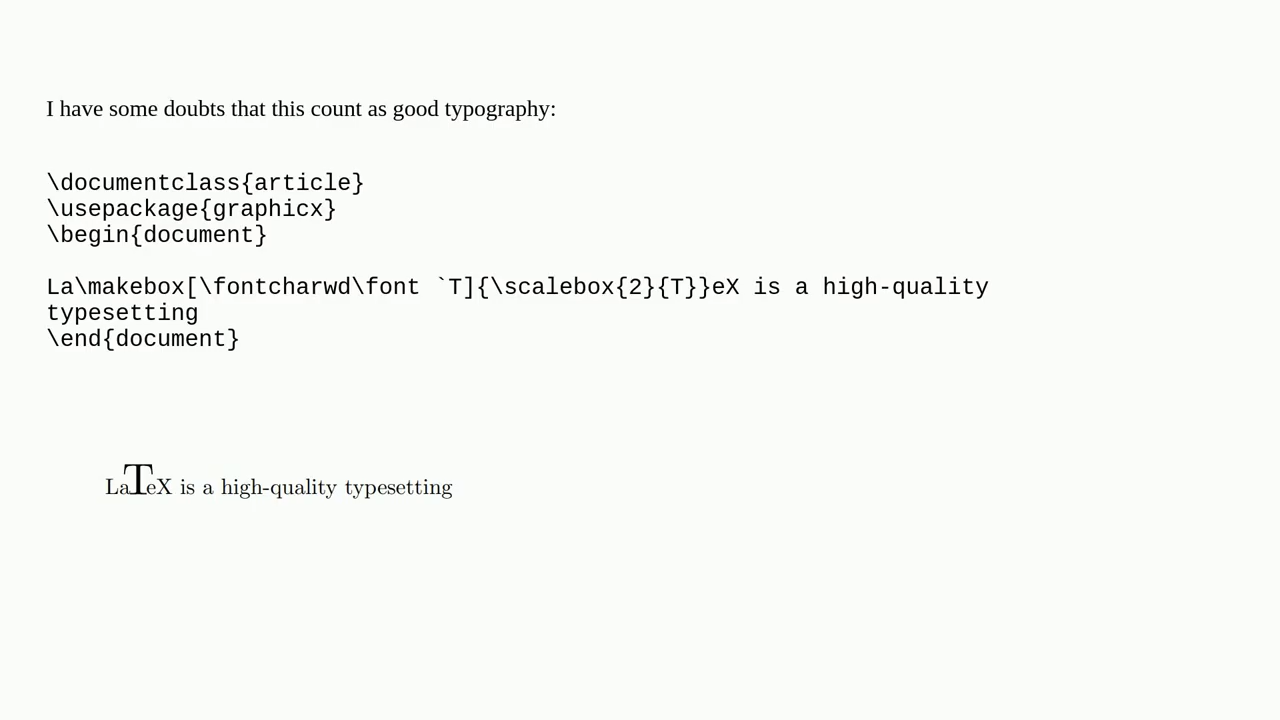 I have some doubts that this count as good typography:
\documentclass{article}
\usepackage{graphicx}
\begin{document}
La\makebox[\fontcharwd\font `T]{\scalebox{2}{T}}eX is a high-quality
typesetting
\end{document}
LaTeX is a high-quality typesetting